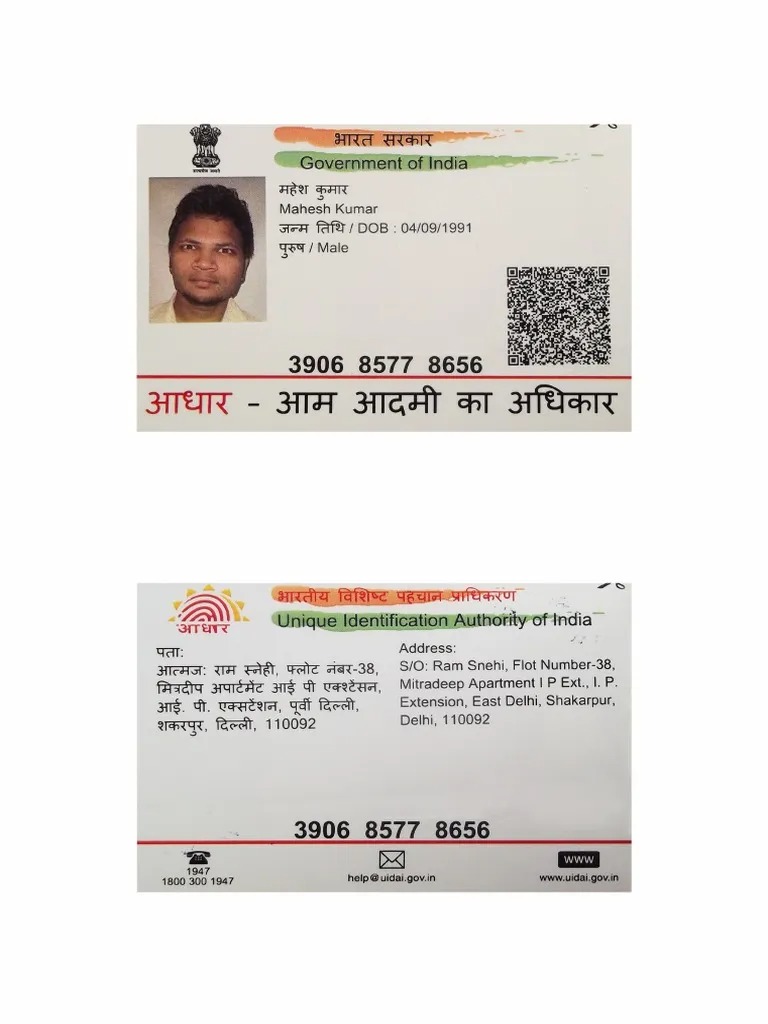 भारत सरकार
Government of India
महेश कुमार
Mahesh Kumar
जन्म तिथि / DOB : 04/09/1991
पुरुष / Male
3906 8577 8656
आधार - आम आदमी का अधिकार
भारतीय विशिष्ट पहचान प्राधिकरण
Unique Identification Authority of India
आधार
पता:
आत्मज: राम स्नेही, फ्लोट नंबर-38,
मित्रदीप अपार्टमेंट आई पी एक्श्टेंसन,
आई. पी. एक्सटेंशन, पूर्वी दिल्ली,
शकरपुर, दिल्ली, 110092
Address:
S/O: Ram Snehi, Flot Number-38,
Mitradeep Apartment I P Ext., I. P.
Extension, East Delhi, Shakarpur,
Delhi, 110092
3906 8577 8656
1947
1800 300 1947
help@uidai.gov.in
www
www.uidai.gov.in